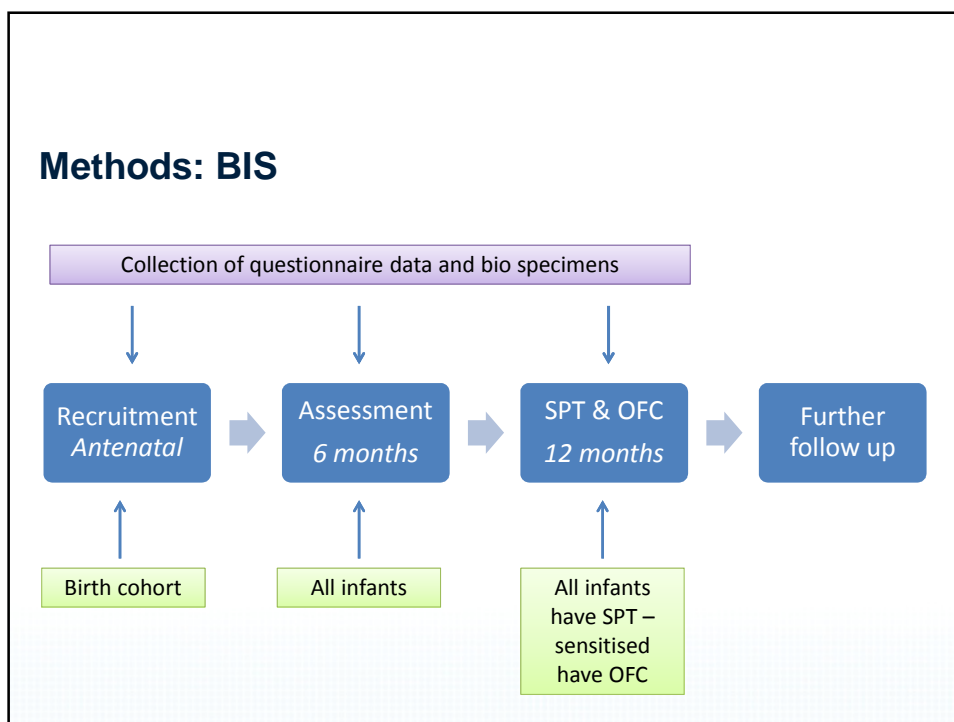 Methods: BIS
Collection of questionnaire data and bio specimens
Recruitment
Antenatal
Assessment
6 months
SPT & OFC
12 months
Further
follow up
Birth cohort
All infants
All infants
have SPT –
sensitised
have OFC